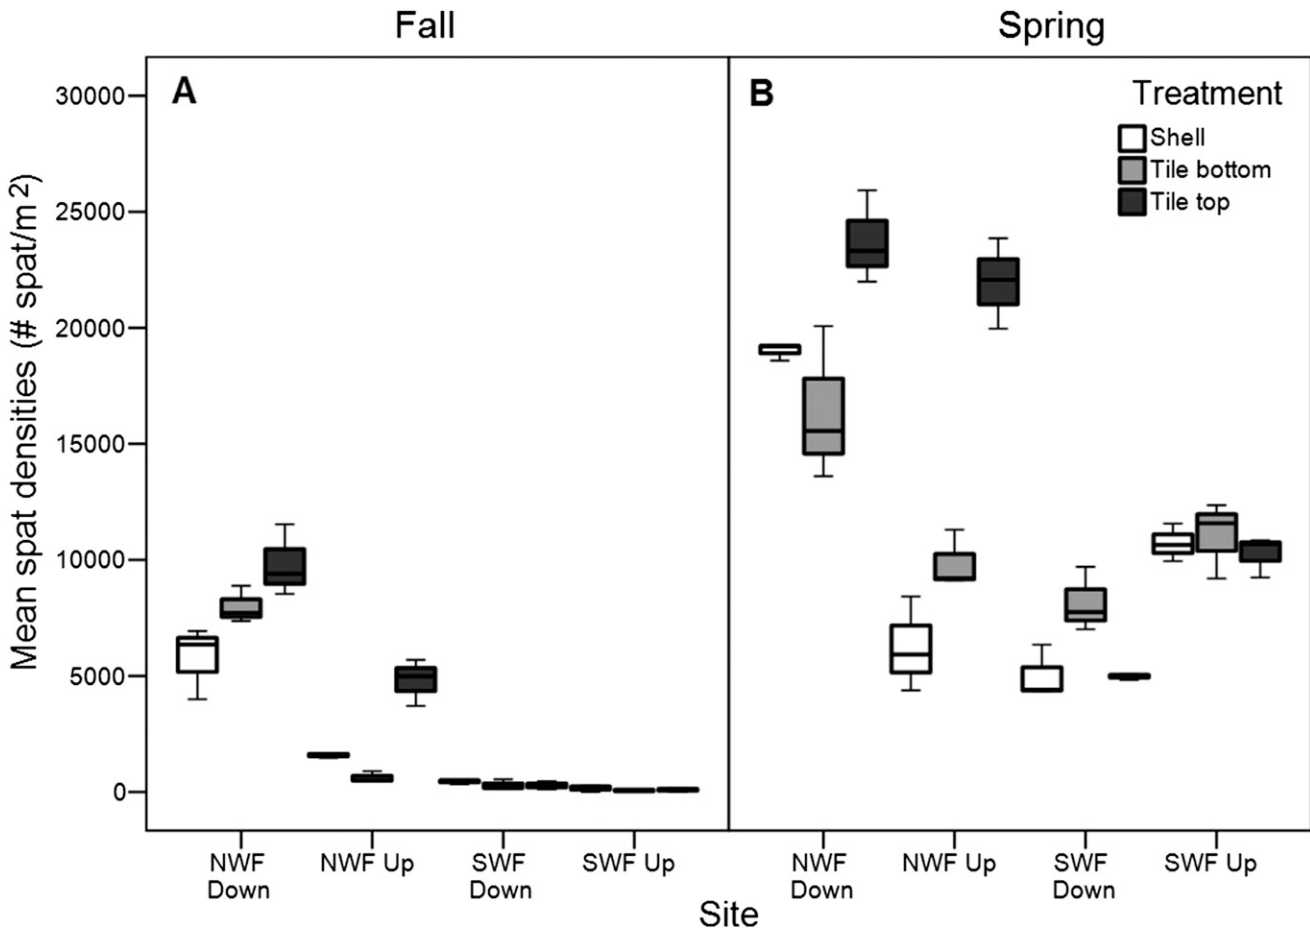 Fall
Spring
A
B
Treatment
Shell
Tile bottom
Tile top
Mean spat densities (# spat/m²)
30000
25000
20000
15000
10000
5000
0
NWF Down
NWF Up
SWF Down
SWF Up
NWF Down
NWF Up
SWF Down
SWF Up
Site